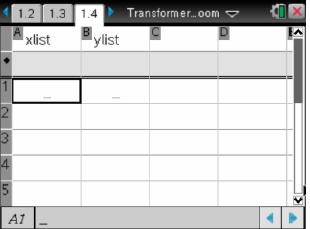 1.2 1.3 1.4 Transformer...oom
A xlist B ylist C D E
◆
1 _ _
2
3
4
5
A1 _